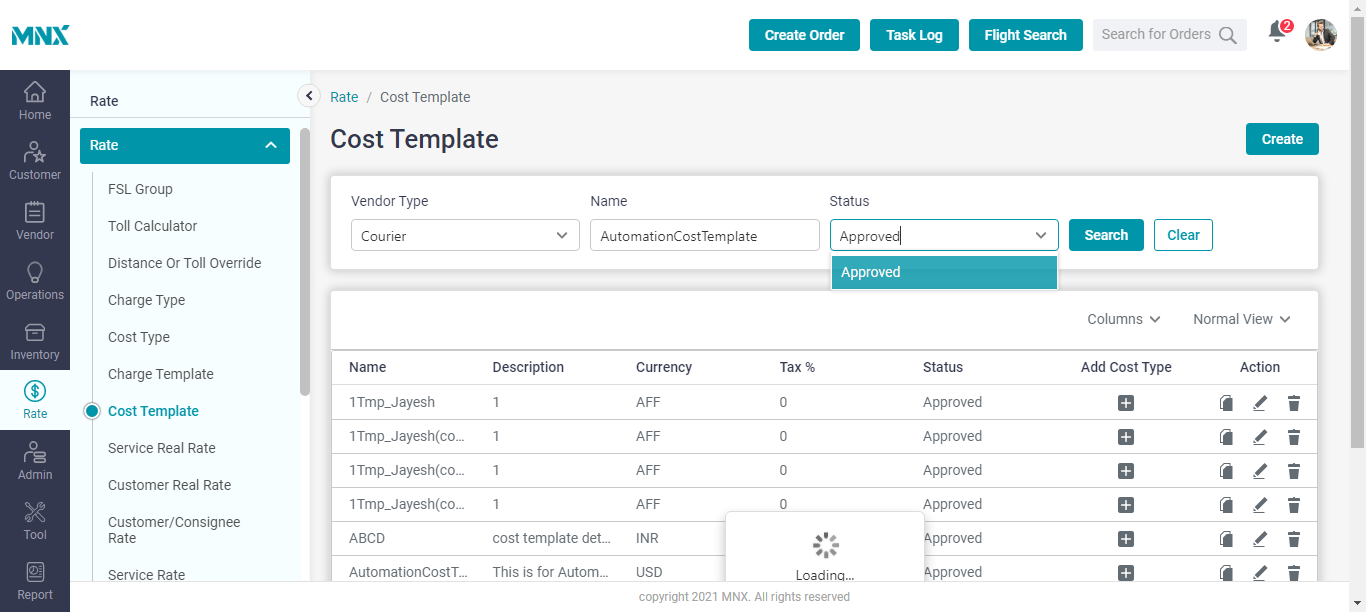 MNX
Create Order
Task Log
Flight Search
Search for Orders
2
Home
Customer
Vendor
Operations
Inventory
Rate
Admin
Tool
Report
Rate
Rate
FSL Group
Toll Calculator
Distance Or Toll Override
Charge Type
Cost Type
Charge Template
Cost Template
Service Real Rate
Customer Real Rate
Customer/Consignee
Rate
Service Rate
Rate / Cost Template
Cost Template
Create
Vendor Type
Name
Status
Courier
AutomationCostTemplate
Approved
Search
Clear
Approved
Columns
Normal View
Name Description Currency Tax % Status Add Cost Type Action
1Tmp_Jayesh 1 AFF 0 Approved
1Tmp_Jayesh(co... 1 AFF 0 Approved
1Tmp_Jayesh(co... 1 AFF 0 Approved
1Tmp_Jayesh(co... 1 AFF 0 Approved
ABCD cost template det... INR Approved
AutomationCostT... This is for Autom... USD Approved
Loading...
copyright 2021 MNX. All rights reserved